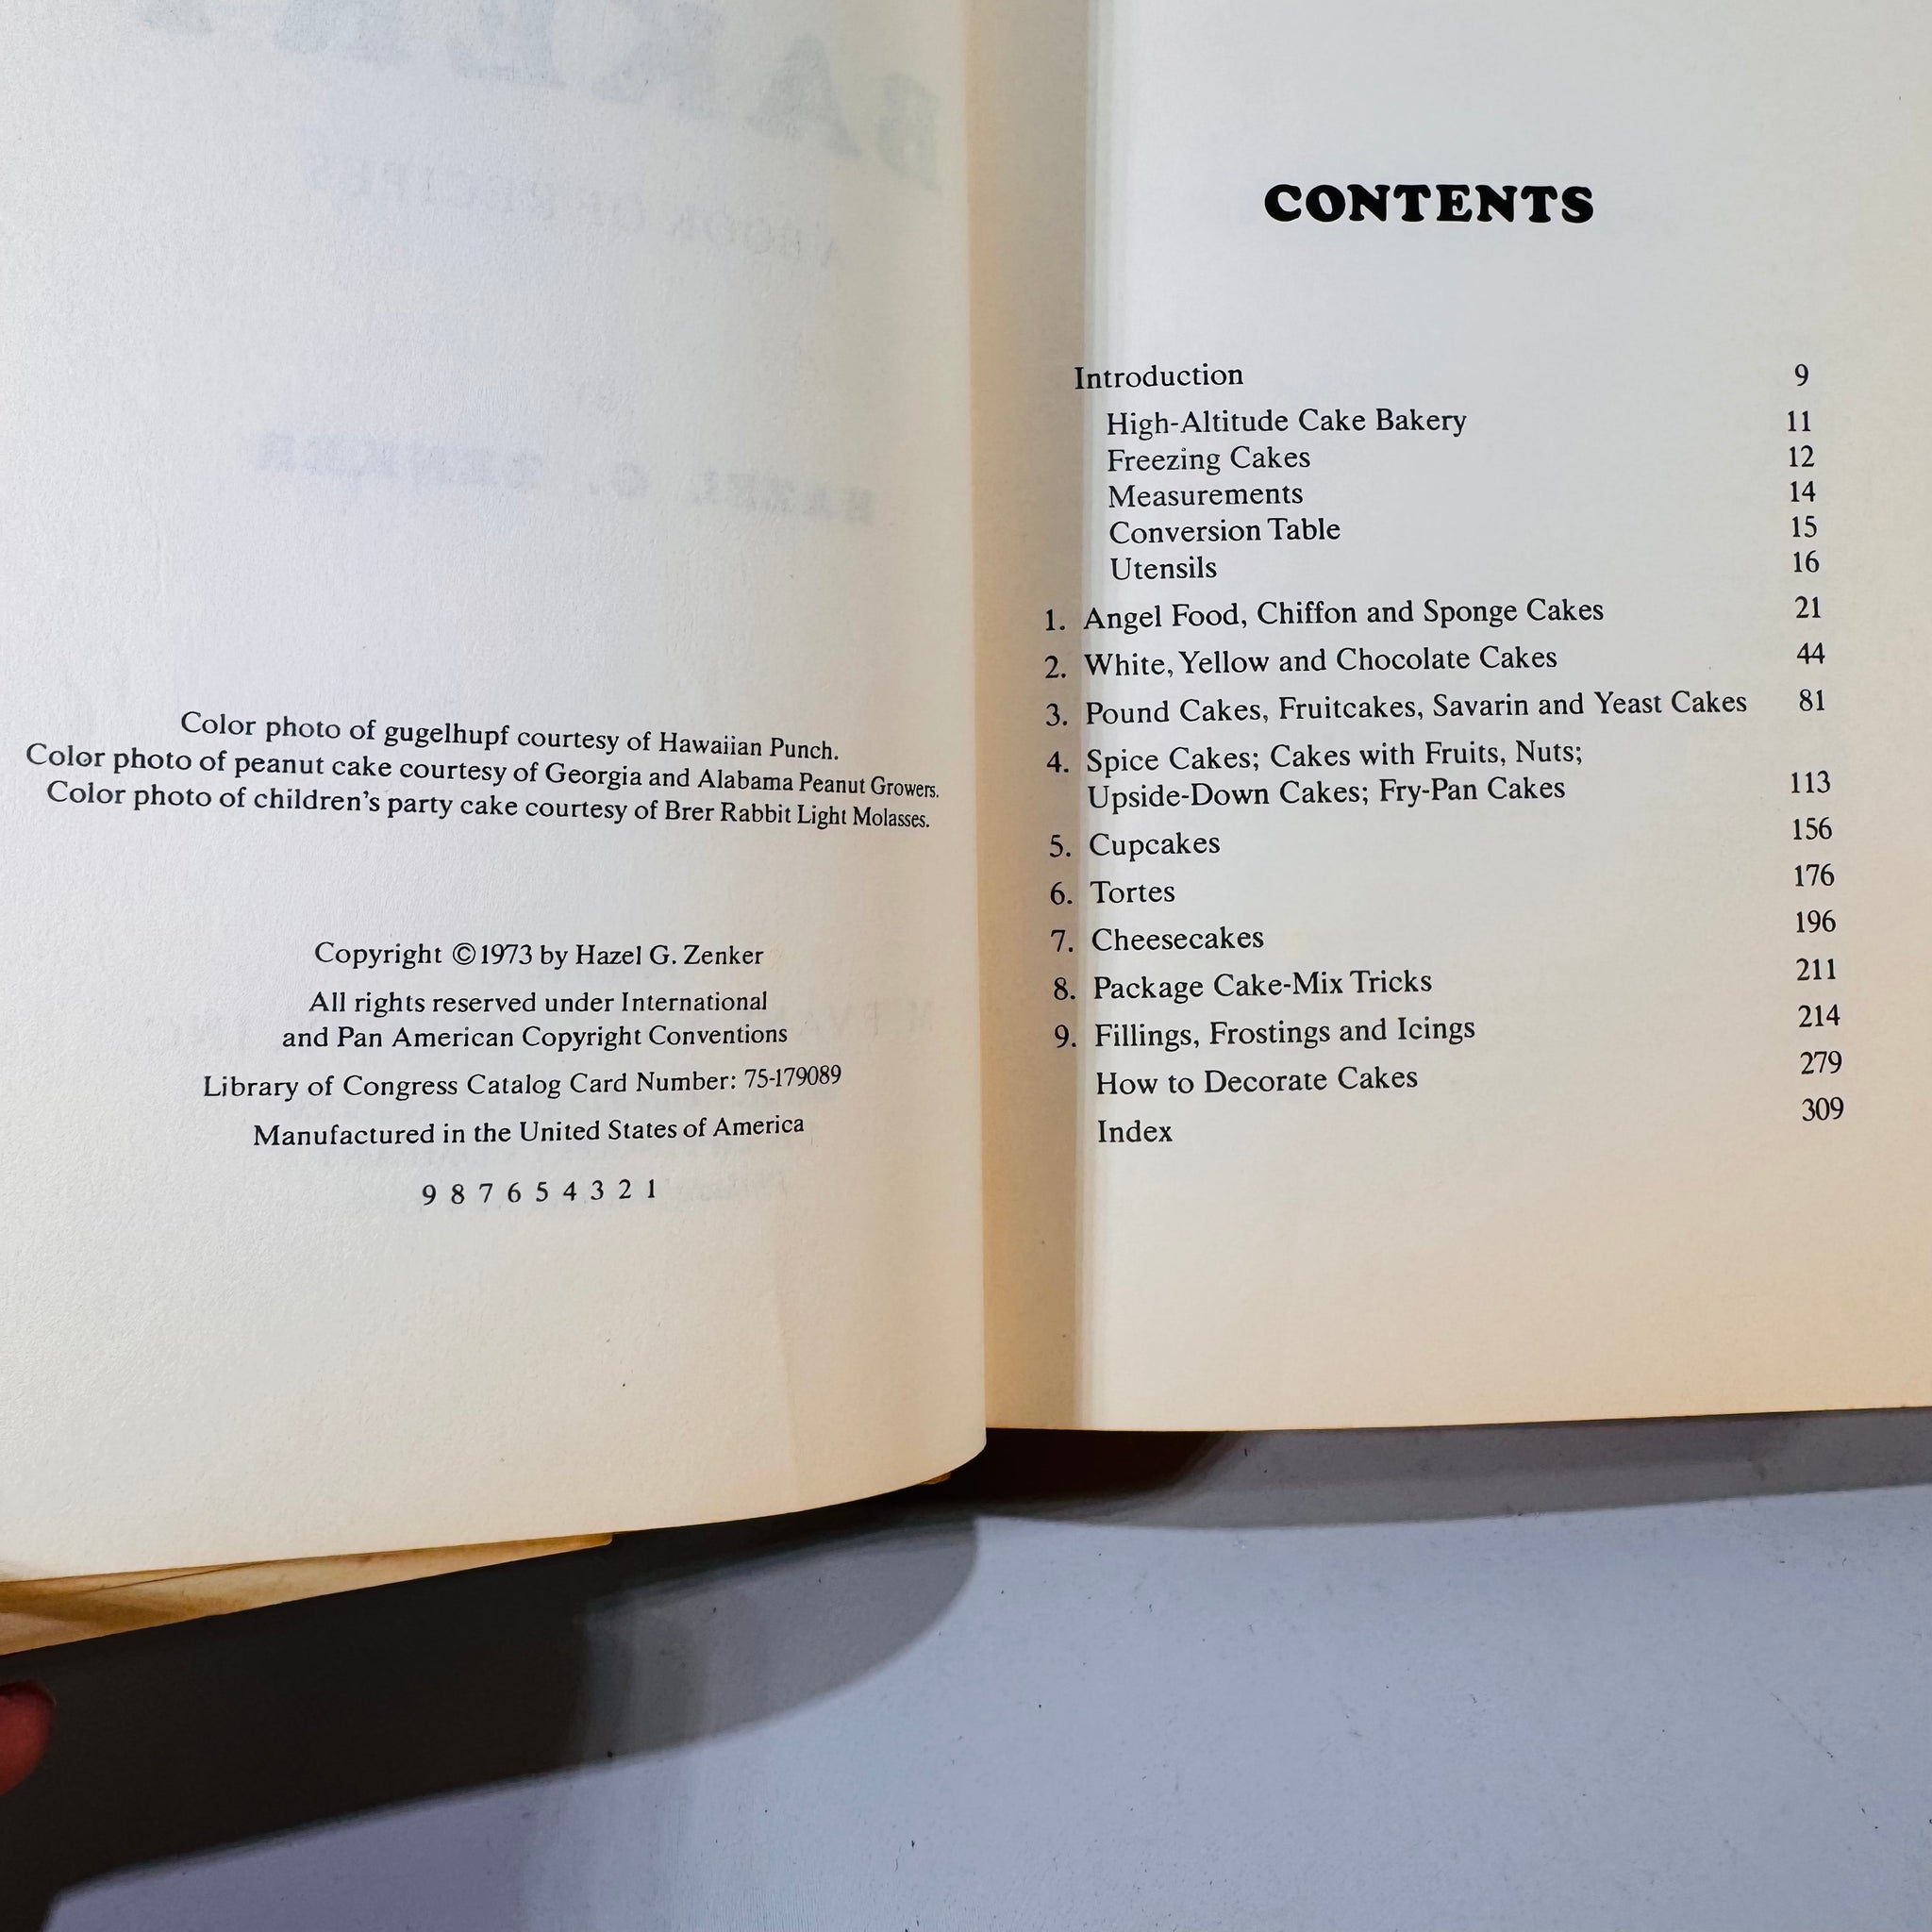 Color photo of gugelhupf courtesy of Hawaiian Punch.
Color photo of peanut cake courtesy of Georgia and Alabama Peanut Growers.
Color photo of children's party cake courtesy of Brer Rabbit Light Molasses.
Copyright ©1973 by Hazel G. Zenker
All rights reserved under International
and Pan American Copyright Conventions
Library of Congress Catalog Card Number: 75-179089
Manufactured in the United States of America
9 8 7 6 5 4 3 2 1
CONTENTS
Introduction 9
High-Altitude Cake Bakery 11
Freezing Cakes 12
Measurements 14
Conversion Table 15
Utensils 16
1. Angel Food, Chiffon and Sponge Cakes 21
2. White, Yellow and Chocolate Cakes 44
3. Pound Cakes, Fruitcakes, Savarin and Yeast Cakes 81
4. Spice Cakes; Cakes with Fruits, Nuts;
Upside-Down Cakes; Fry-Pan Cakes 113
5. Cupcakes 156
6. Tortes 176
7. Cheesecakes 196
8. Package Cake-Mix Tricks 211
9. Fillings, Frostings and Icings 214
How to Decorate Cakes 279
Index 309